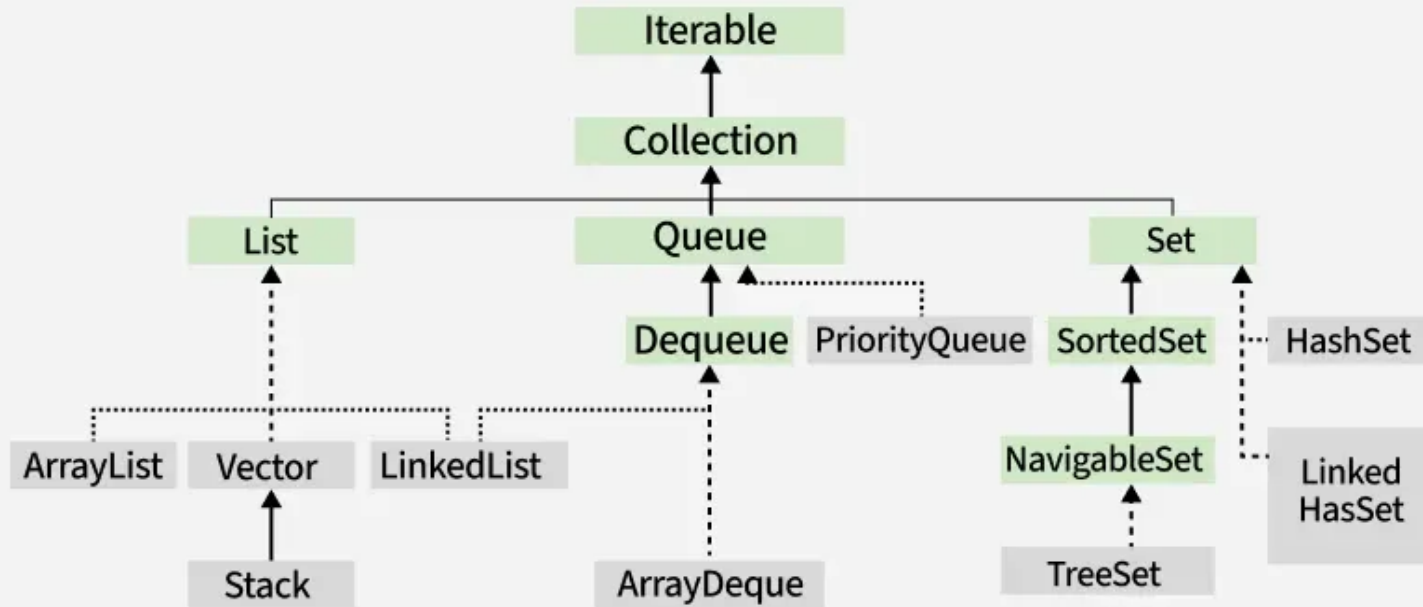 Iterable
Collection
List
Queue
Set
Dequeue
PriorityQueue
SortedSet
HashSet
ArrayList
Vector
LinkedList
NavigableSet
Linked
HasSet
Stack
ArrayDeque
TreeSet